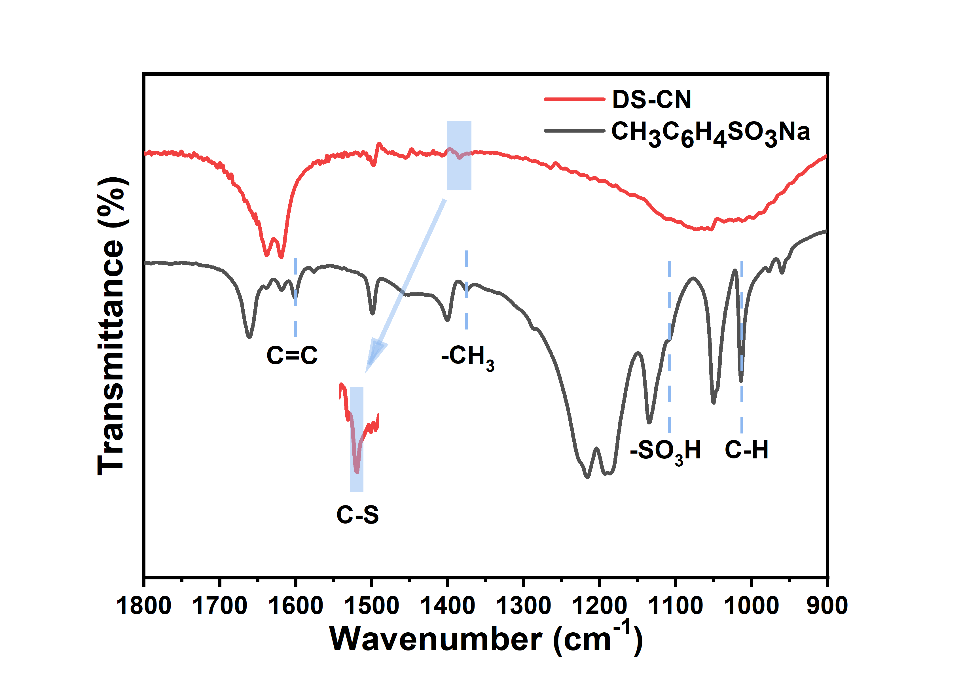 DS-CN
CH₃C₆H₄SO₃Na
Transmittance (%)
C=C
-CH₃
-SO₃H
C-H
C-S
1800 1700 1600 1500 1400 1300 1200 1100 1000 900
Wavenumber (cm⁻¹)